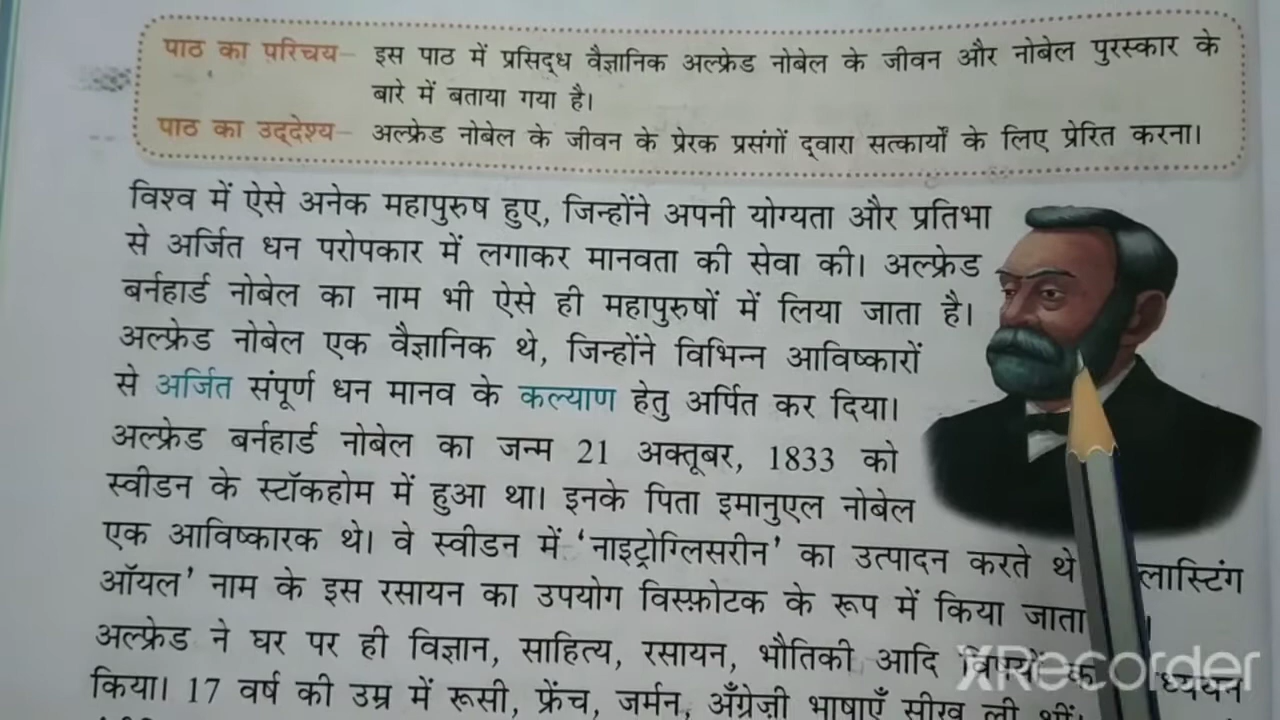 पाठ का परिचय– इस पाठ में प्रसिद्ध वैज्ञानिक अल्फ्रेड नोबेल के जीवन और नोबेल पुरस्कार के
बारे में बताया गया है।
पाठ का उद्देश्य– अल्फ्रेड नोबेल के जीवन के प्रेरक प्रसंगों द्वारा सत्कार्यों के लिए प्रेरित करना।
विश्व में ऐसे अनेक महापुरुष हुए, जिन्होंने अपनी योग्यता और प्रतिभा
से अर्जित धन परोपकार में लगाकर मानवता की सेवा की। अल्फ्रेड
बर्नहार्ड नोबेल का नाम भी ऐसे ही महापुरुषों में लिया जाता है।
अल्फ्रेड नोबेल एक वैज्ञानिक थे, जिन्होंने विभिन्न आविष्कारों
से अर्जित संपूर्ण धन मानव के कल्याण हेतु अर्पित कर दिया।
अल्फ्रेड बर्नहार्ड नोबेल का जन्म 21 अक्तूबर, 1833 को
स्वीडन के स्टॉकहोम में हुआ था। इनके पिता इमानुएल नोबेल
एक आविष्कारक थे। वे स्वीडन में ‘नाइट्रोग्लिसरीन’ का उत्पादन करते थे लास्टिंग
ऑयल’ नाम के इस रसायन का उपयोग विस्फ़ोटक के रूप में किया जाता
अल्फ्रेड ने घर पर ही विज्ञान, साहित्य, रसायन, भौतिकी आदि विषयों ध्ययन
किया। 17 वर्ष की उम्र में रूसी, फ्रेंच, जर्मन, अँग्रेज़ी भाषाएँ सीख ली थीं।
XRecorder